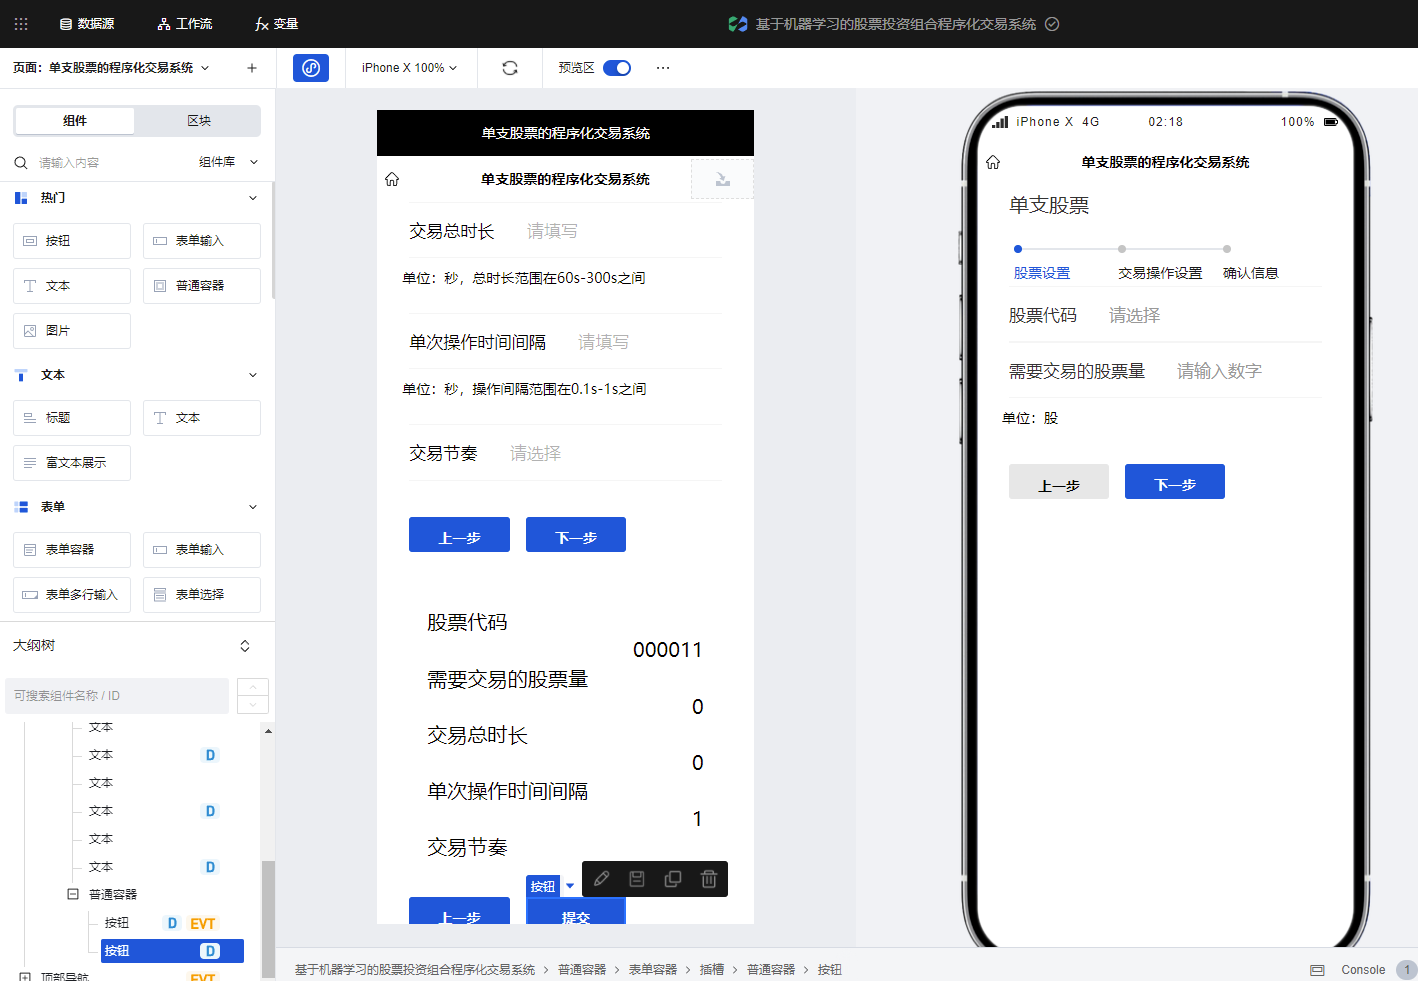 数据源
工作流
变量
基于机器学习的股票投资组合程序化交易系统
页面：单支股票的程序化交易系统
iPhone X 100%
预览区
组件
区块
请输入内容
组件库
热门
按钮
表单输入
文本
普通容器
图片
文本
标题
文本
富文本展示
表单
表单容器
表单输入
表单多行输入
表单选择
大纲树
可搜索组件名称 / ID
文本
文本 D
文本
文本 D
文本
文本 D
普通容器
按钮 D EVT
按钮 D
顶部导航 EVT
单支股票的程序化交易系统
单支股票的程序化交易系统
交易总时长 请填写
单位：秒，总时长范围在60s-300s之间
单次操作时间间隔 请填写
单位：秒，操作间隔范围在0.1s-1s之间
交易节奏 请选择
上一步 下一步
股票代码
000011
需要交易的股票量
0
交易总时长
0
单次操作时间间隔
1
交易节奏
按钮
上一步 提交
iPhone X 4G 02:18 100%
单支股票的程序化交易系统
单支股票
股票设置 交易操作设置 确认信息
股票代码 请选择
需要交易的股票量 请输入数字
单位：股
上一步 下一步
基于机器学习的股票投资组合程序化交易系统 > 普通容器 > 表单容器 > 插槽 > 普通容器 > 按钮
Console 1